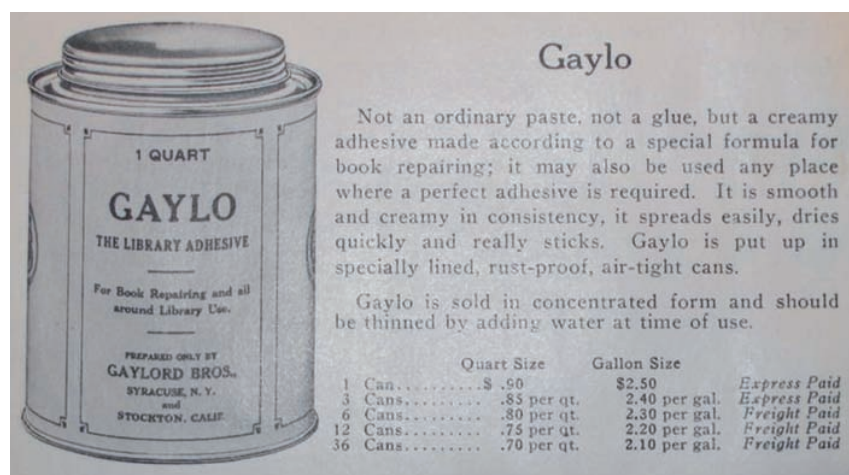 1 QUART
GAYLO
THE LIBRARY ADHESIVE
For Book Repairing and all
around Library Use.
PREPARED ONLY BY
GAYLORD BROS.,
SYRACUSE, N. Y.
and
STOCKTON, CALIF.
Gaylo
Not an ordinary paste, not a glue, but a creamy
adhesive made according to a special formula for
book repairing; it may also be used any place
where a perfect adhesive is required. It is smooth
and creamy in consistency, it spreads easily, dries
quickly and really sticks. Gaylo is put up in
specially lined, rust-proof, air-tight cans.
Gaylo is sold in concentrated form and should
be thinned by adding water at time of use.
Quart Size Gallon Size
1 Can..........$ .90 $2.50 Express Paid
3 Cans......... .85 per qt. 2.40 per gal. Express Paid
6 Cans......... .80 per qt. 2.30 per gal. Freight Paid
12 Cans......... .75 per qt. 2.20 per gal. Freight Paid
36 Cans......... .70 per qt. 2.10 per gal. Freight Paid